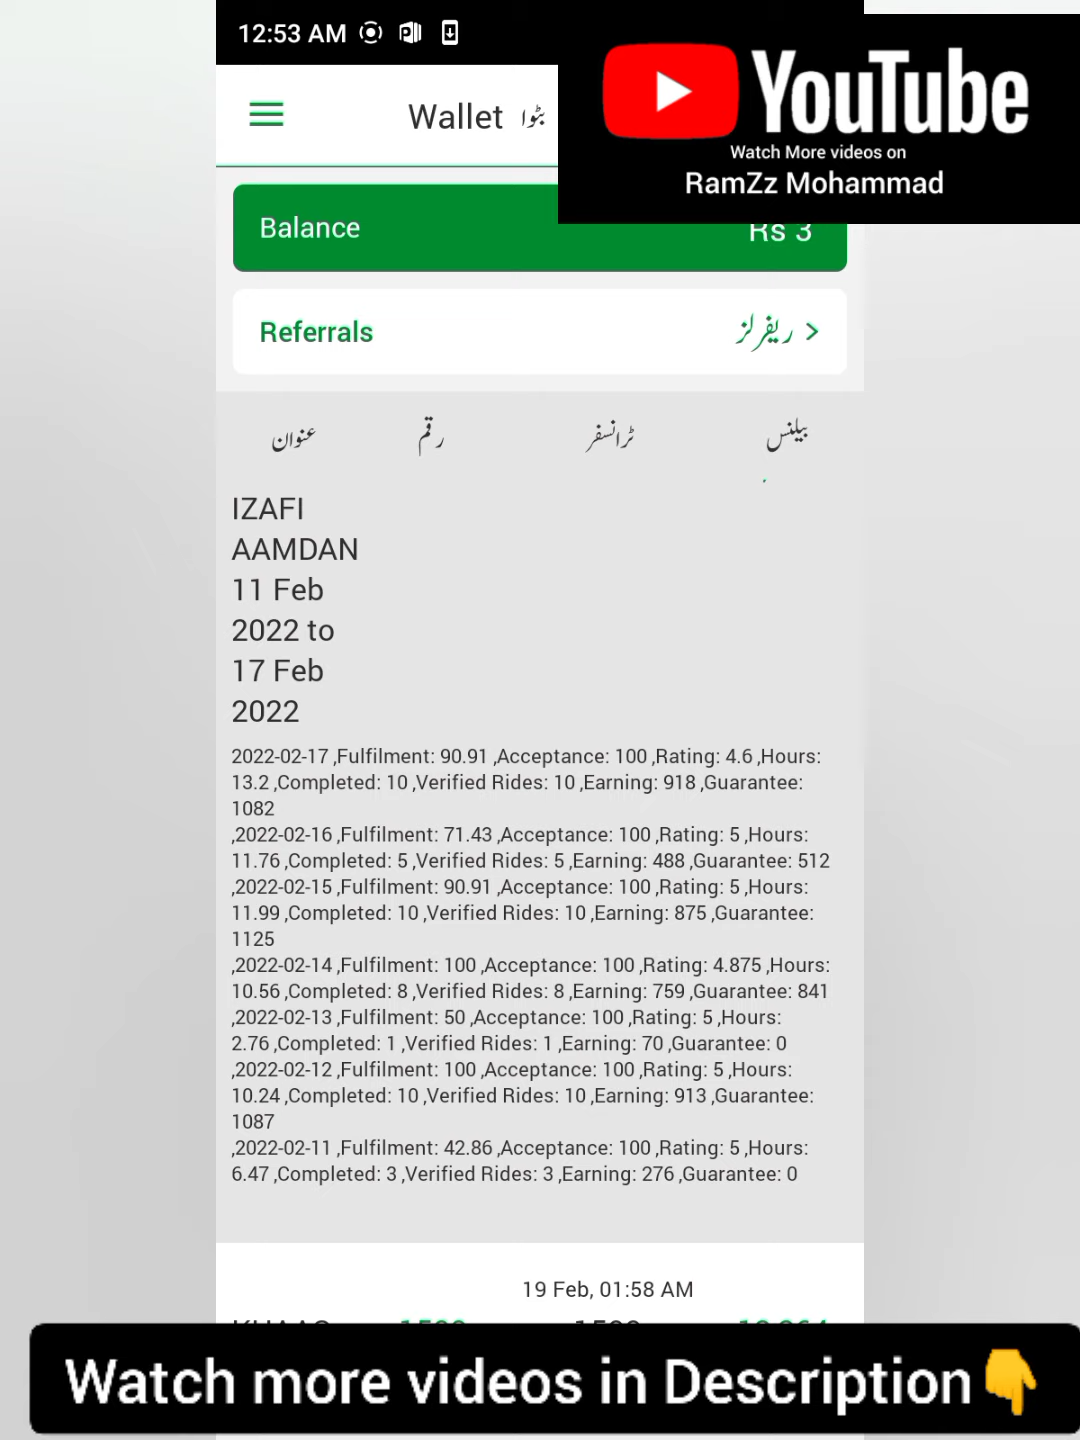 12:53 AM
YouTube
Watch More videos on
RamZz Mohammad
Wallet بٹوا
Balance Rs 3
Referrals ریفرلز >
عنوان رقم ٹرانسفر بیلنس
IZAFI
AAMDAN
11 Feb
2022 to
17 Feb
2022
2022-02-17 ,Fulfilment: 90.91 ,Acceptance: 100 ,Rating: 4.6 ,Hours:
13.2 ,Completed: 10 ,Verified Rides: 10 ,Earning: 918 ,Guarantee:
1082
,2022-02-16 ,Fulfilment: 71.43 ,Acceptance: 100 ,Rating: 5 ,Hours:
11.76 ,Completed: 5 ,Verified Rides: 5 ,Earning: 488 ,Guarantee: 512
,2022-02-15 ,Fulfilment: 90.91 ,Acceptance: 100 ,Rating: 5 ,Hours:
11.99 ,Completed: 10 ,Verified Rides: 10 ,Earning: 875 ,Guarantee:
1125
,2022-02-14 ,Fulfilment: 100 ,Acceptance: 100 ,Rating: 4.875 ,Hours:
10.56 ,Completed: 8 ,Verified Rides: 8 ,Earning: 759 ,Guarantee: 841
,2022-02-13 ,Fulfilment: 50 ,Acceptance: 100 ,Rating: 5 ,Hours:
2.76 ,Completed: 1 ,Verified Rides: 1 ,Earning: 70 ,Guarantee: 0
,2022-02-12 ,Fulfilment: 100 ,Acceptance: 100 ,Rating: 5 ,Hours:
10.24 ,Completed: 10 ,Verified Rides: 10 ,Earning: 913 ,Guarantee:
1087
,2022-02-11 ,Fulfilment: 42.86 ,Acceptance: 100 ,Rating: 5 ,Hours:
6.47 ,Completed: 3 ,Verified Rides: 3 ,Earning: 276 ,Guarantee: 0
19 Feb, 01:58 AM
Watch more videos in Description👇